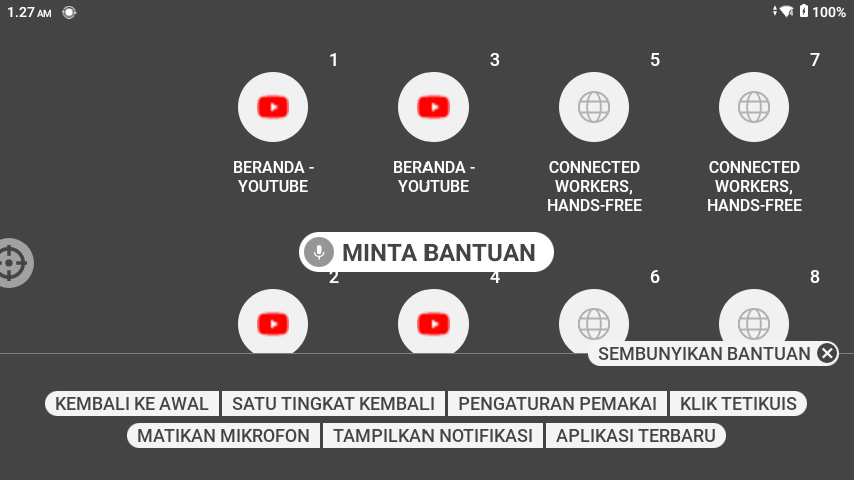 1.27 AM
100%
1
3
5
7
BERANDA -
YOUTUBE
BERANDA -
YOUTUBE
CONNECTED
WORKERS,
HANDS-FREE
CONNECTED
WORKERS,
HANDS-FREE
MINTA BANTUAN
2
4
6
8
SEMBUNYIKAN BANTUAN
KEMBALI KE AWAL
SATU TINGKAT KEMBALI
PENGATURAN PEMAKAI
KLIK TETIKUIS
MATIKAN MIKROFON
TAMPILKAN NOTIFIKASI
APLIKASI TERBARU